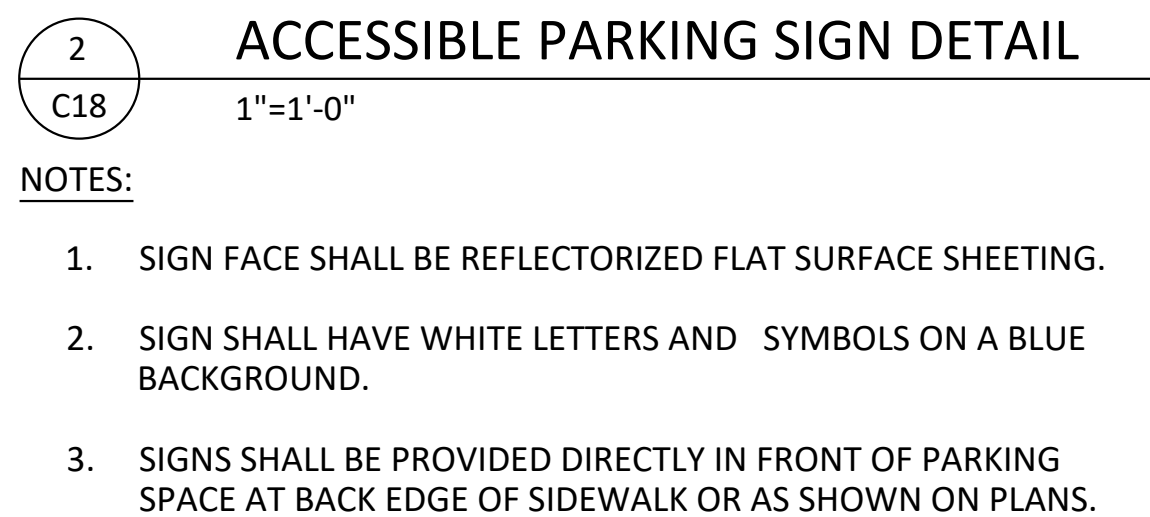 2
ACCESSIBLE PARKING SIGN DETAIL
C18
1"=1'-0"
NOTES:
1. SIGN FACE SHALL BE REFLECTORIZED FLAT SURFACE SHEETING.
2. SIGN SHALL HAVE WHITE LETTERS AND   SYMBOLS ON A BLUE
BACKGROUND.
3. SIGNS SHALL BE PROVIDED DIRECTLY IN FRONT OF PARKING
SPACE AT BACK EDGE OF SIDEWALK OR AS SHOWN ON PLANS.